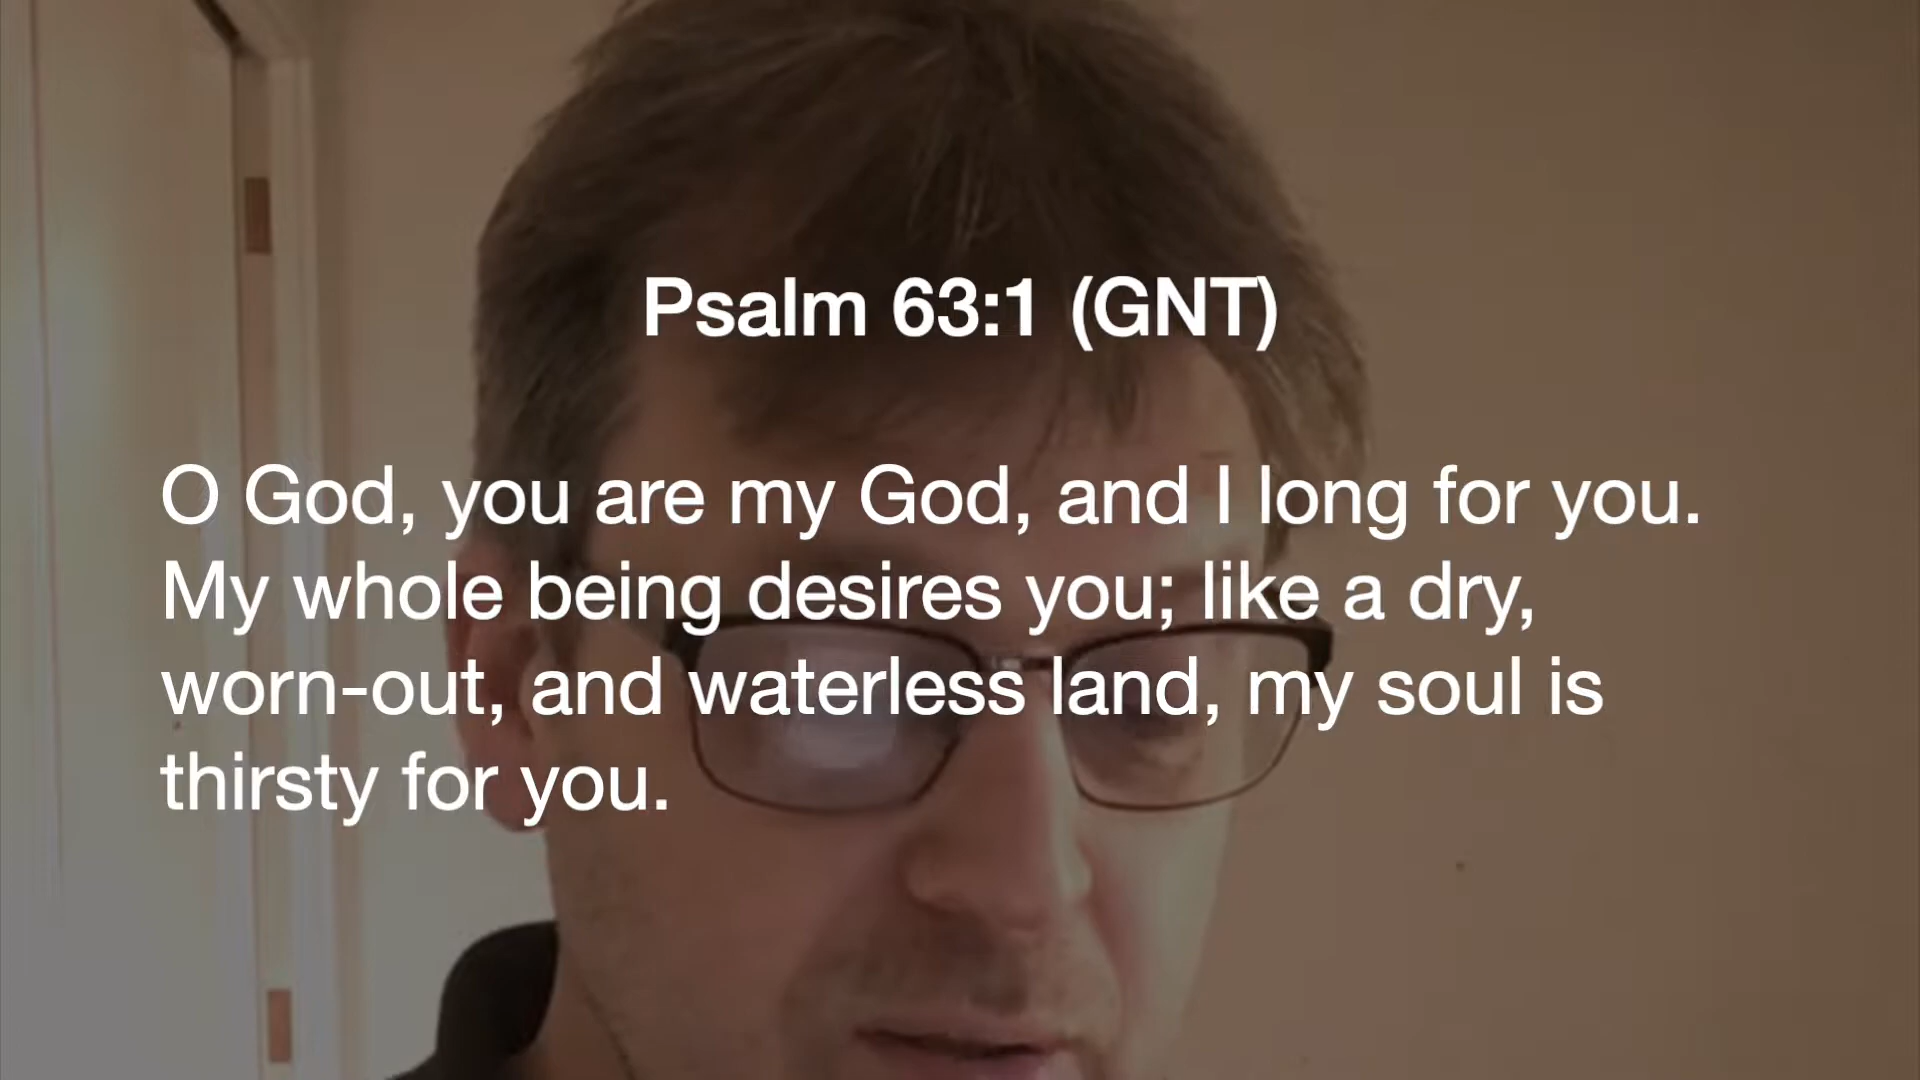 Psalm 63:1 (GNT)
O God, you are my God, and I long for you.
My whole being desires you; like a dry,
worn-out, and waterless land, my soul is
thirsty for you.